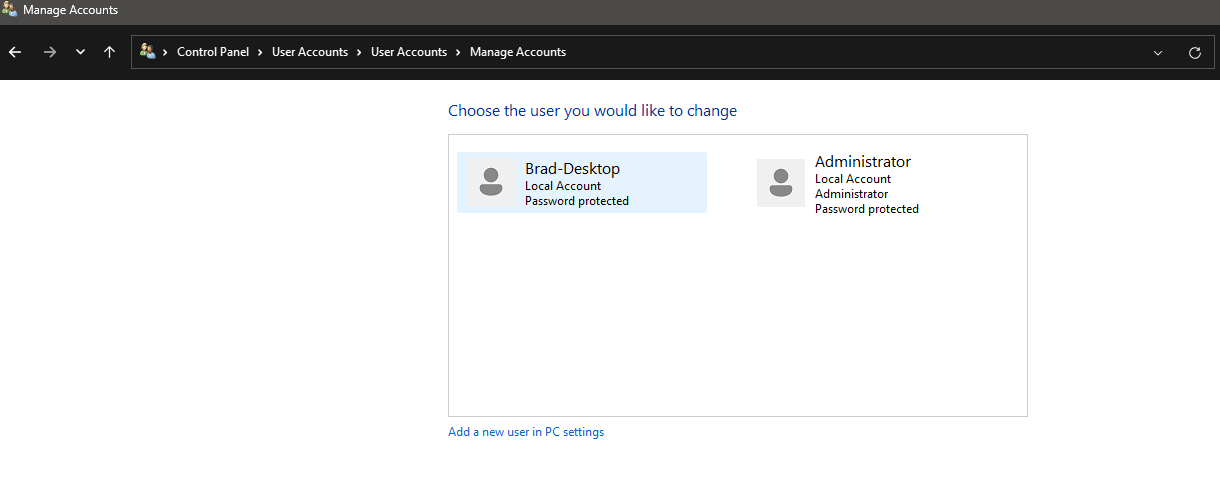 Manage Accounts
Control Panel > User Accounts > User Accounts > Manage Accounts
Choose the user you would like to change
Brad-Desktop
Local Account
Password protected
Administrator
Local Account
Administrator
Password protected
Add a new user in PC settings